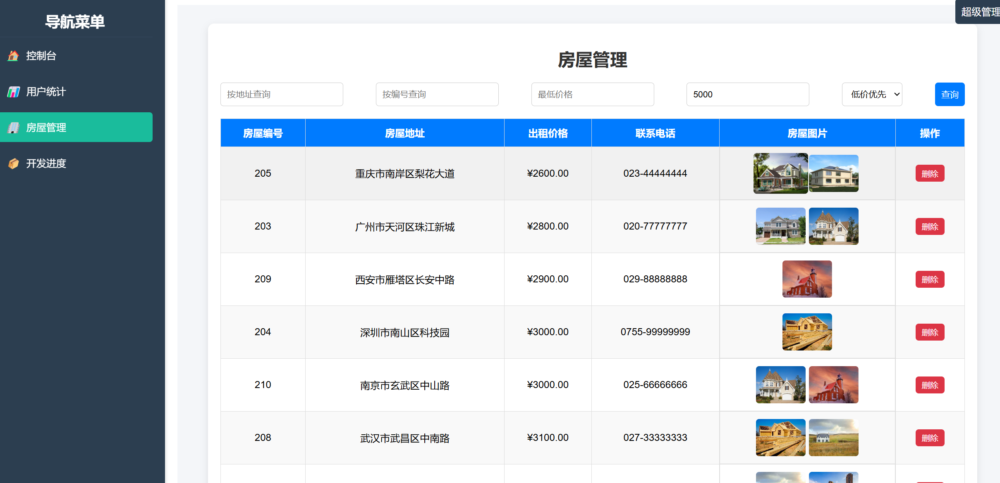 导航菜单
控制台
用户统计
房屋管理
开发进度
超级管理
房屋管理
按地址查询 按编号查询 最低价格 5000 低价优先 查询
房屋编号 房屋地址 出租价格 联系电话 房屋图片 操作
205 重庆市南岸区梨花大道 ¥2600.00 023-44444444 删除
203 广州市天河区珠江新城 ¥2800.00 020-77777777 删除
209 西安市雁塔区长安中路 ¥2900.00 029-88888888 删除
204 深圳市南山区科技园 ¥3000.00 0755-99999999 删除
210 南京市玄武区中山路 ¥3000.00 025-66666666 删除
208 武汉市武昌区中南路 ¥3100.00 027-33333333 删除